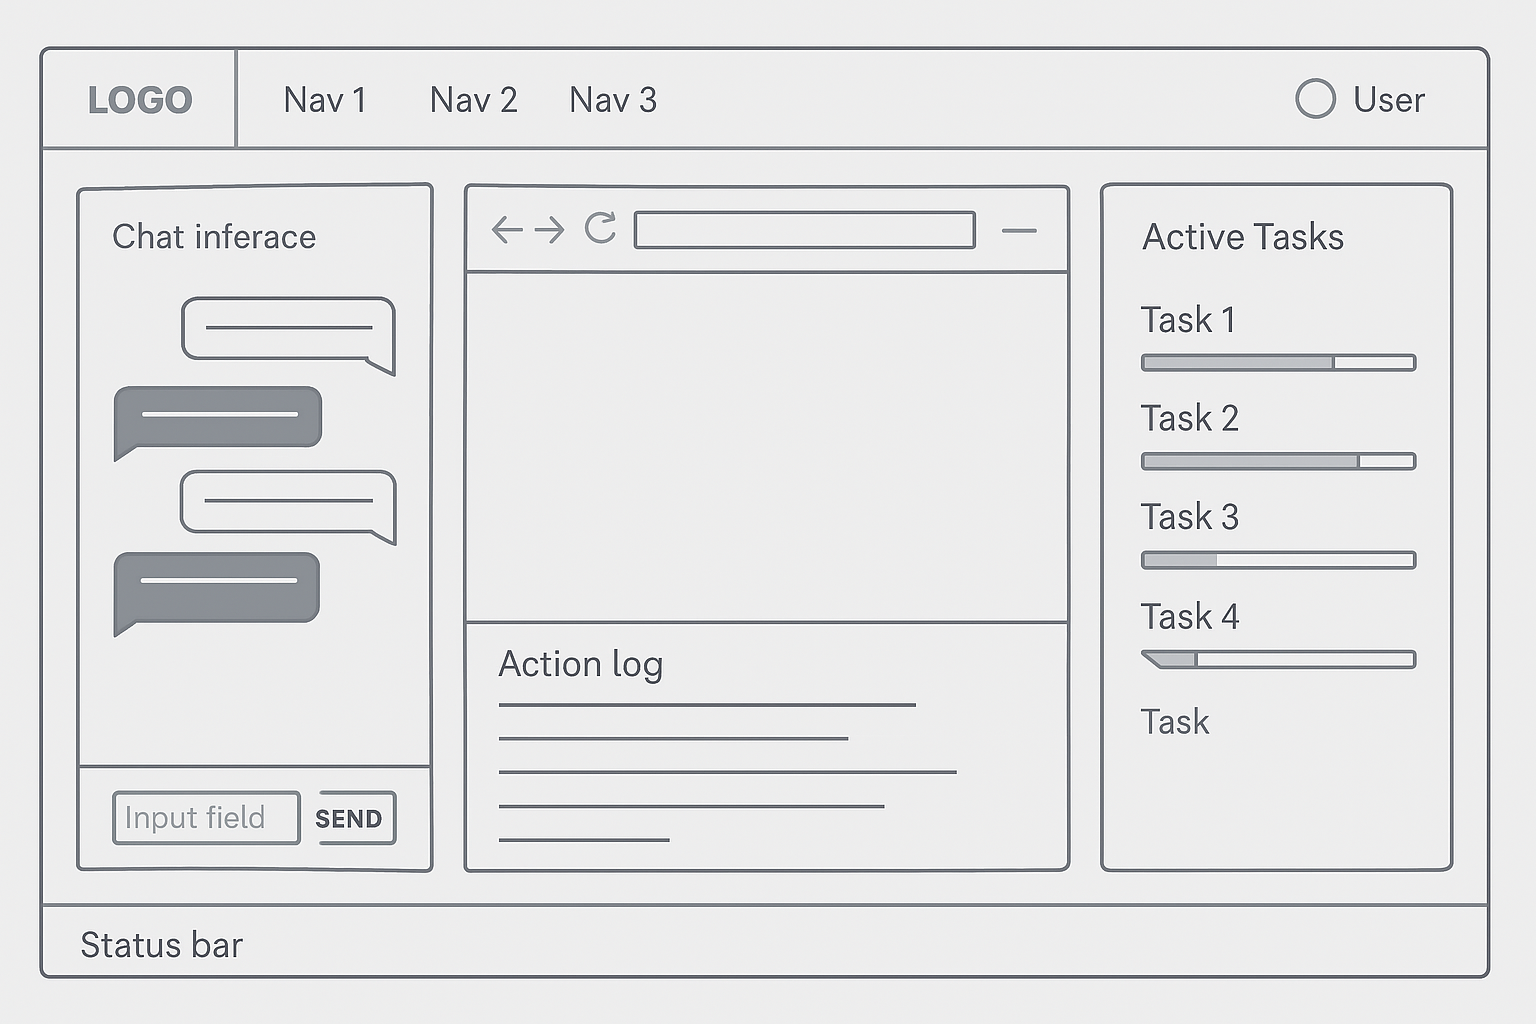 LOGO
Nav 1
Nav 2
Nav 3
User
Chat inferace
Input field
SEND
Action log
Active Tasks
Task 1
Task 2
Task 3
Task 4
Task
Status bar